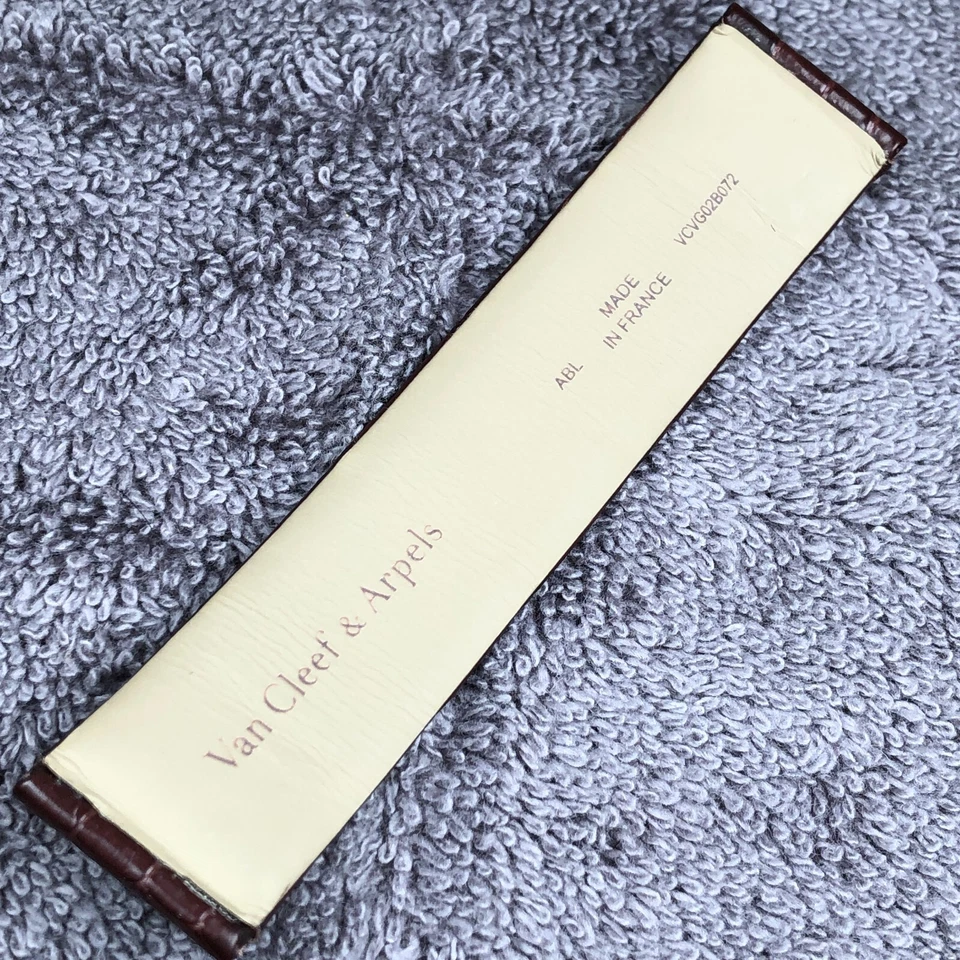 Van Cleef & Arpels
ABL
MADE
IN FRANCE
VCVG02B072